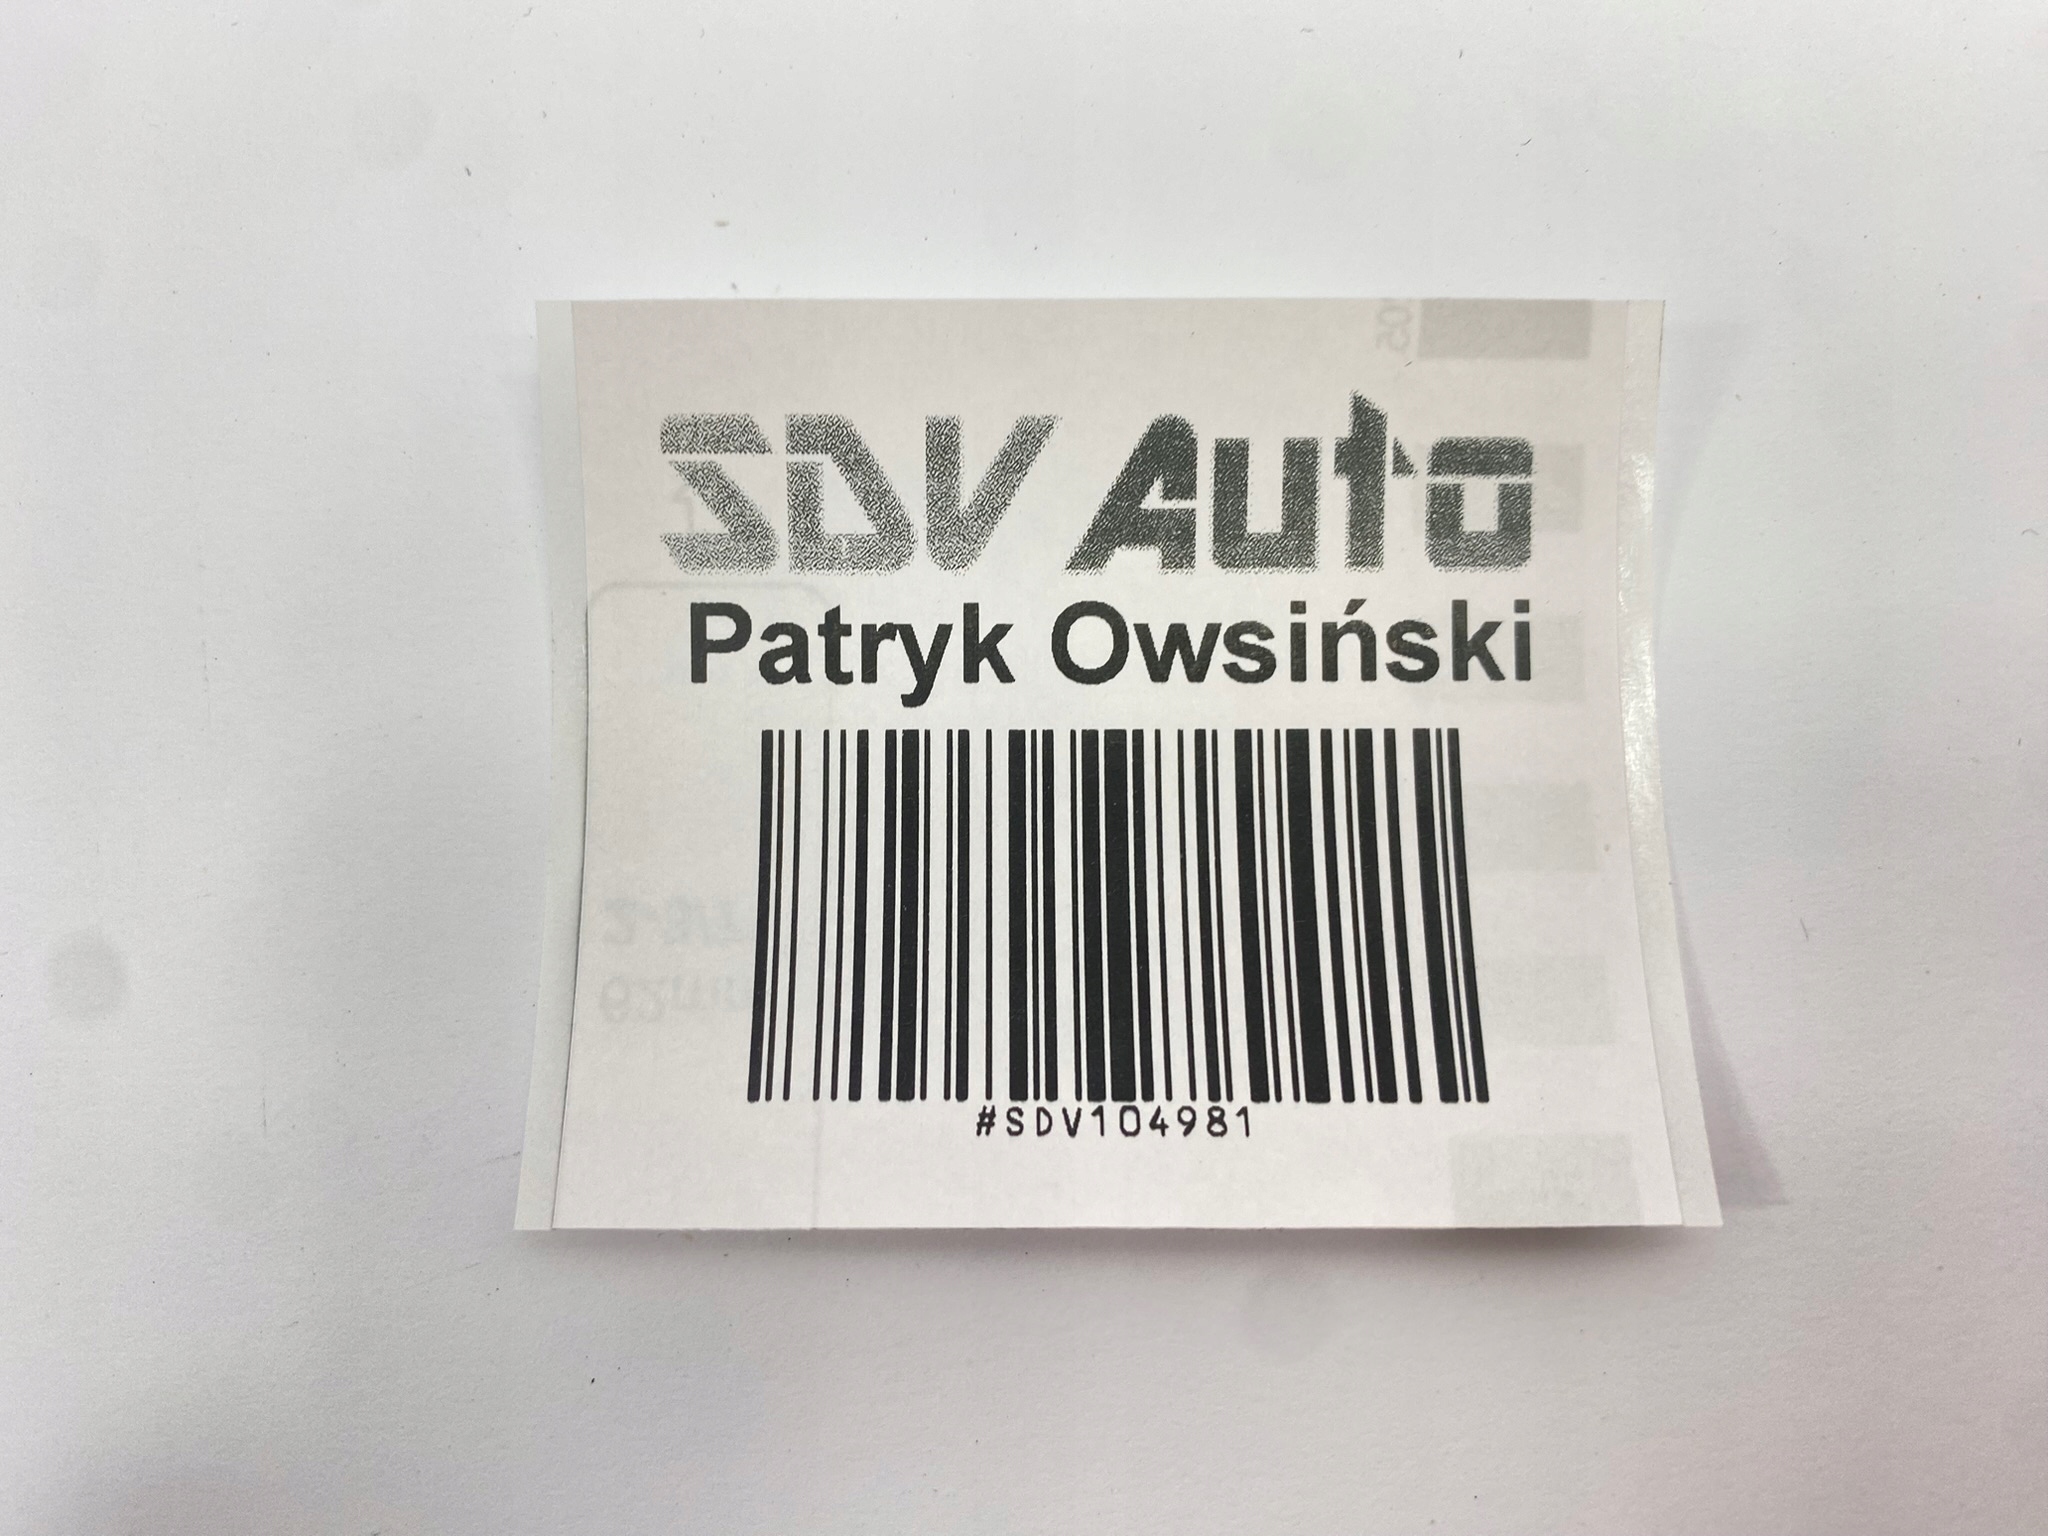 SDV Auto
Patryk Owsiński
#SDV104981